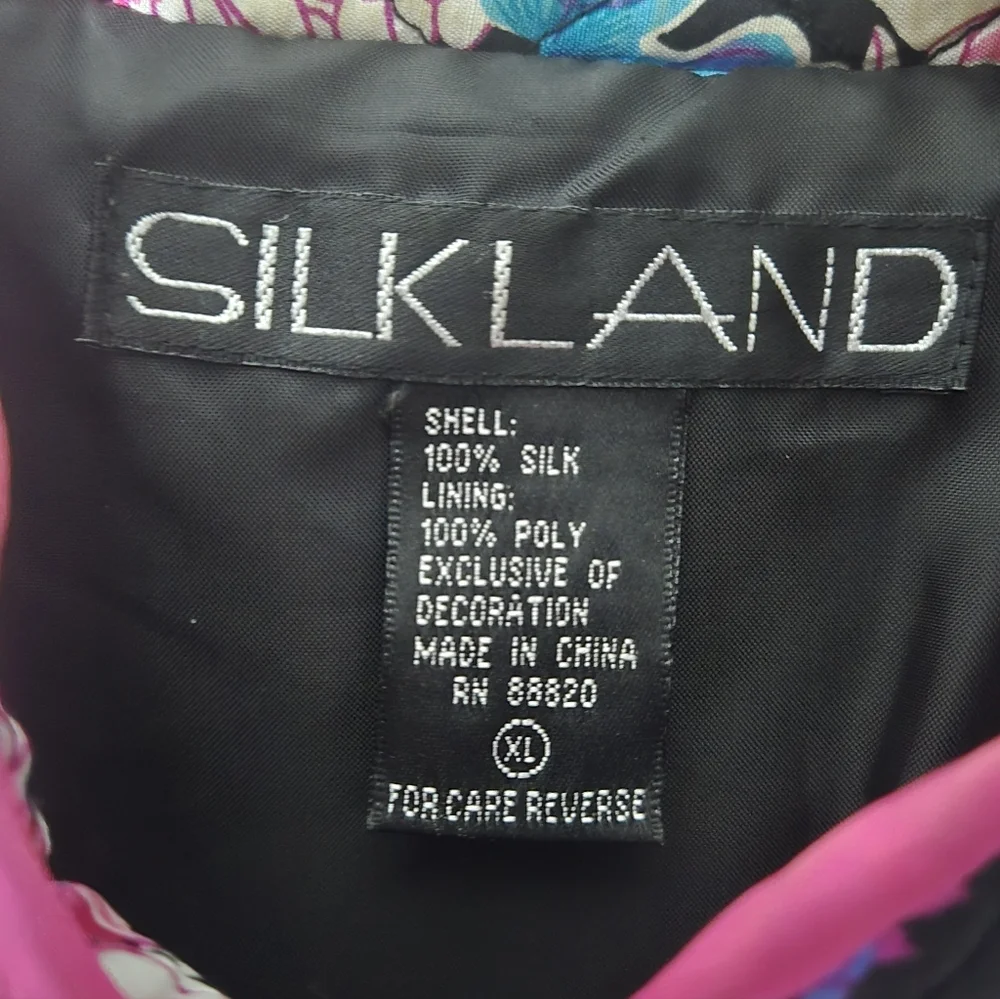 SILKLAND
SHELL:
100% SILK
LINING:
100% POLY
EXCLUSIVE OF
DECORATION
MADE IN CHINA
RN 88820
XL
FOR CARE REVERSE